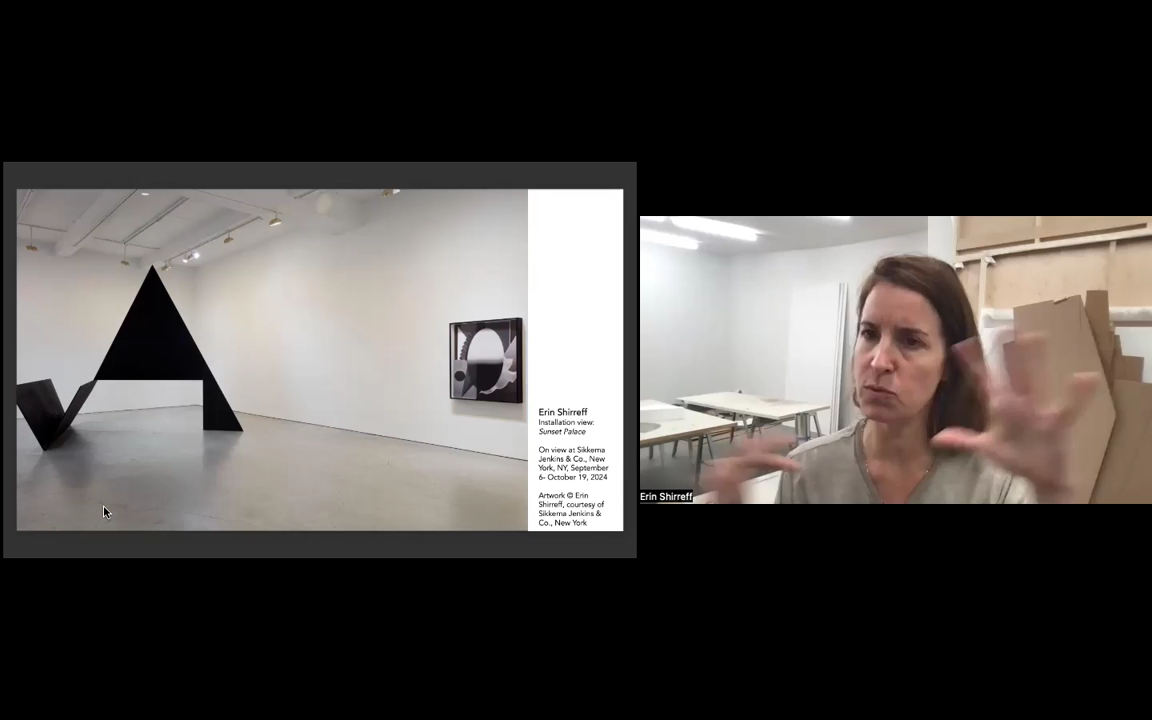 Erin Shirreff
Installation view:
Sunset Palace
On view at Sikkema
Jenkins & Co., New
York, NY, September
6- October 19, 2024
Artwork © Erin
Shirreff, courtesy of
Sikkema Jenkins &
Co., New York
Erin Shirreff